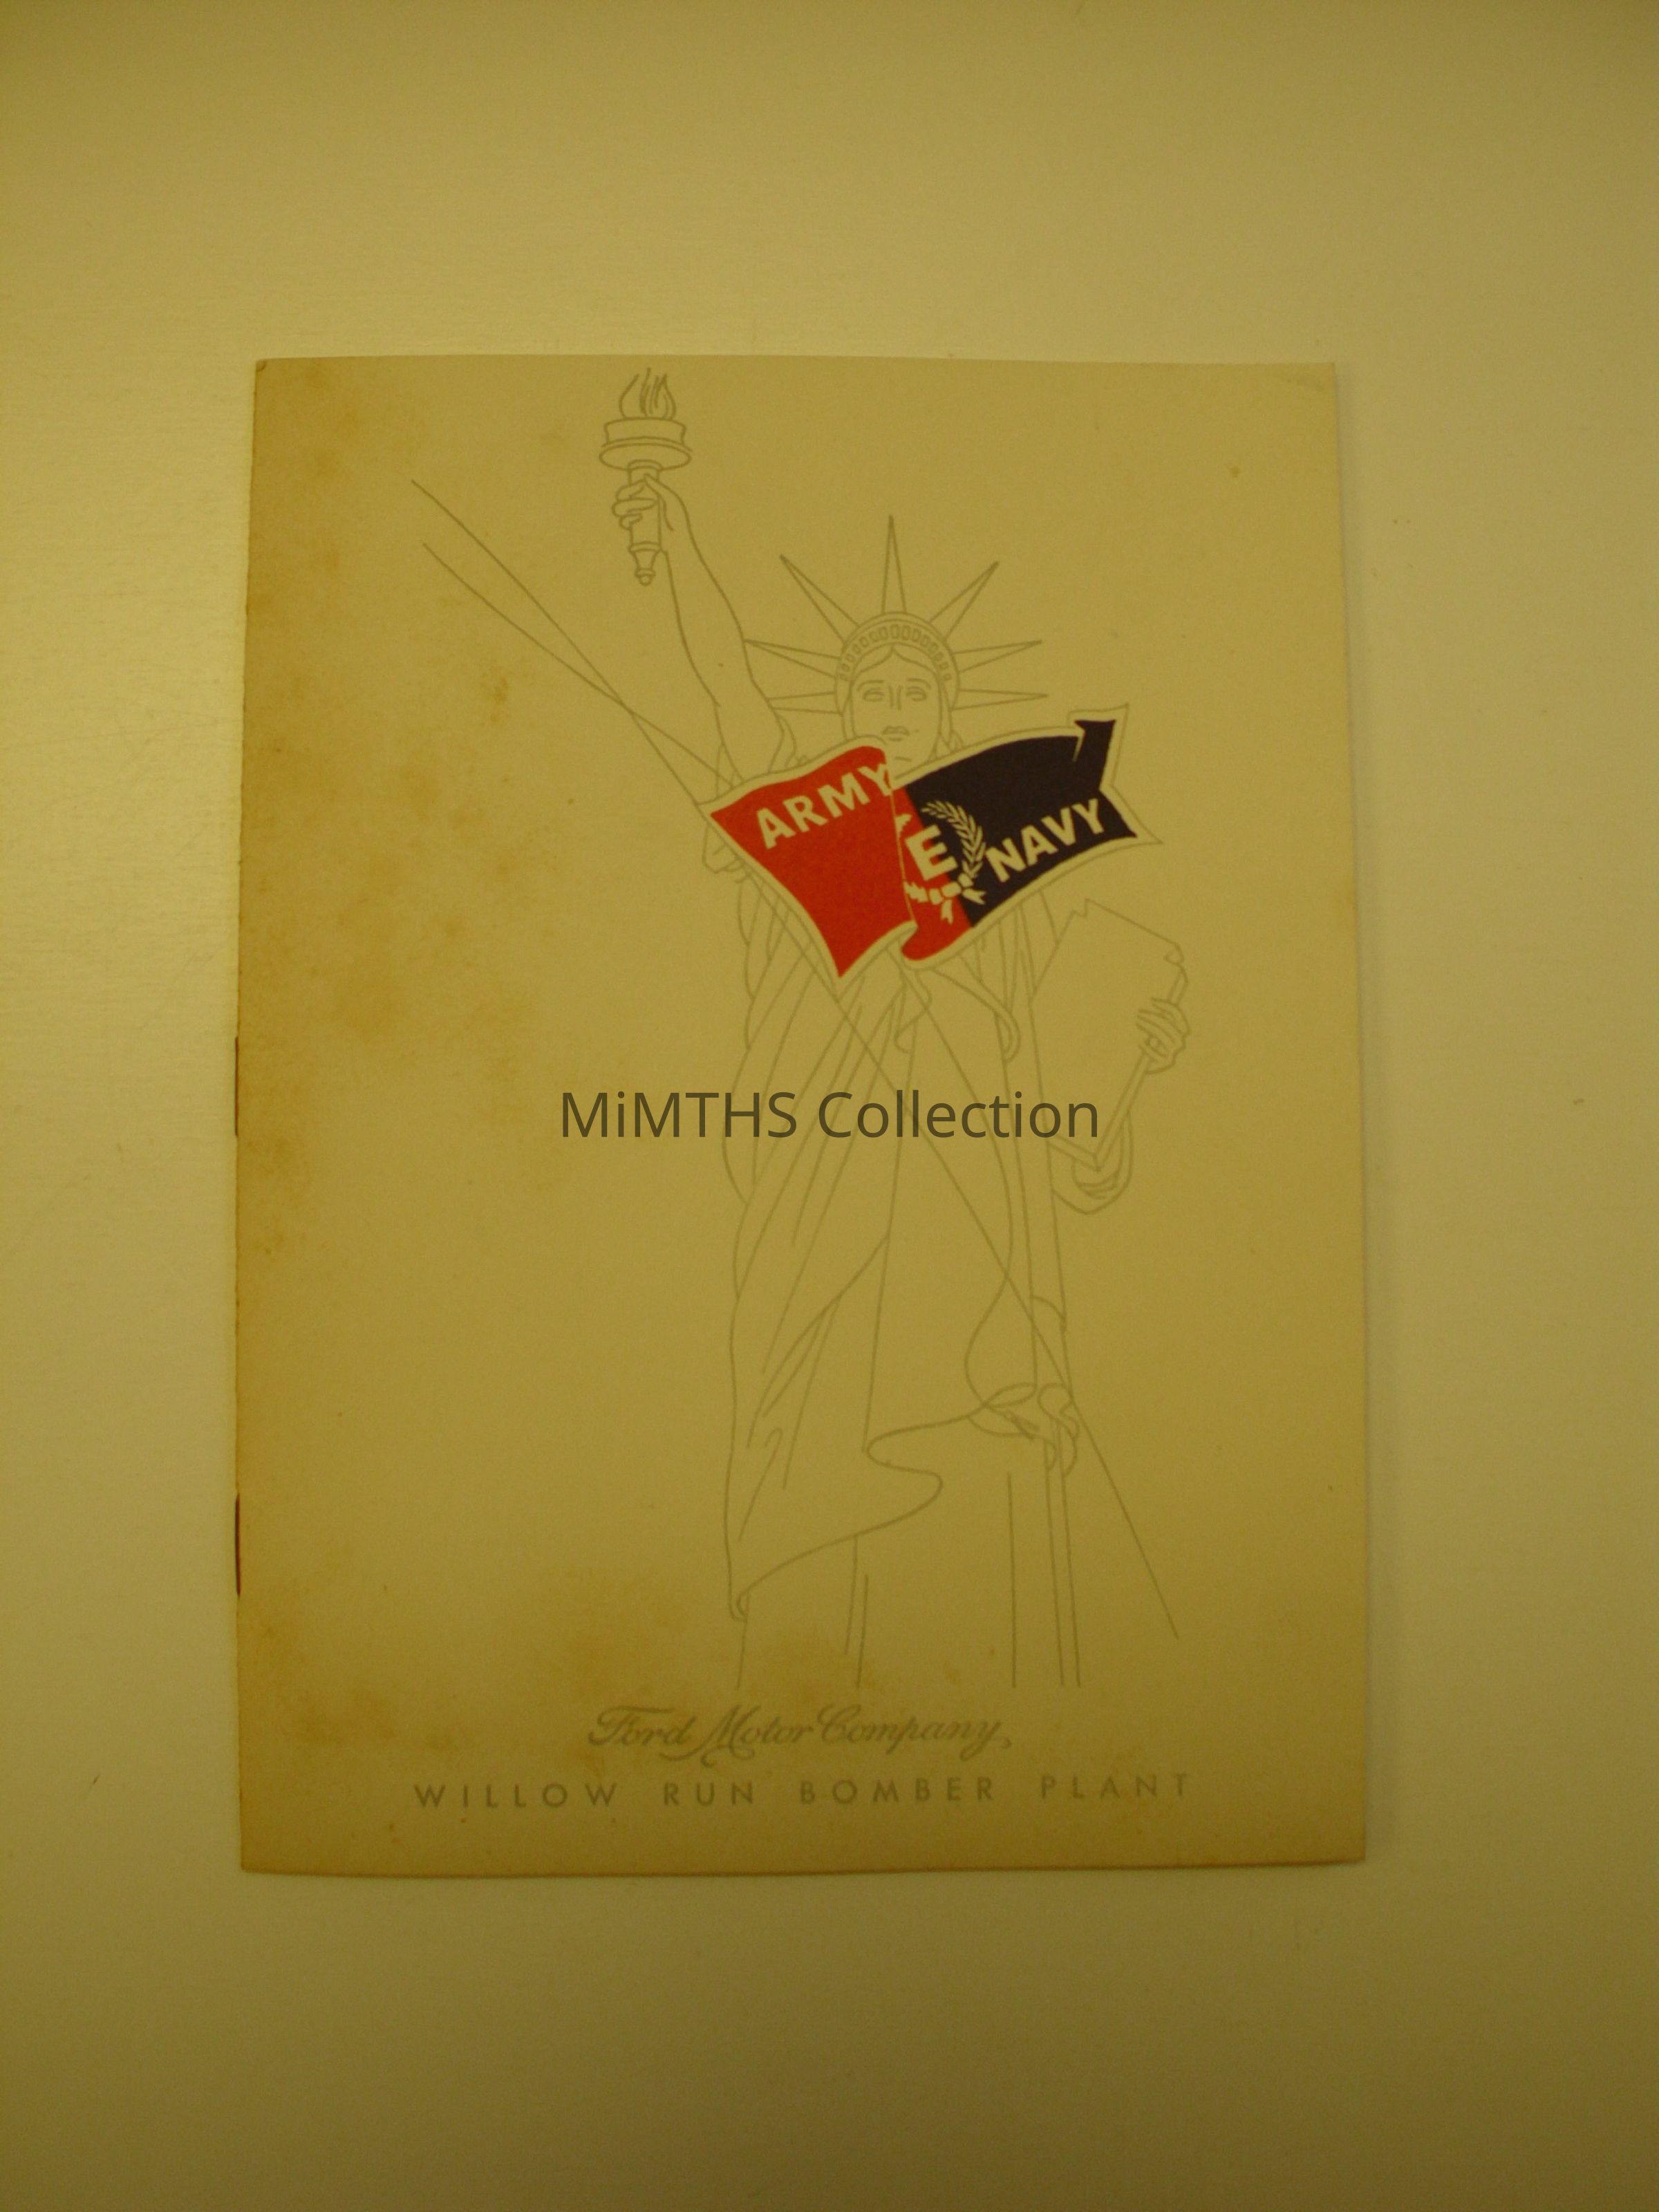 ARMY
E
NAVY
MiMTHS Collection
Ford Motor Company,
WILLOW RUN BOMBER PLANT